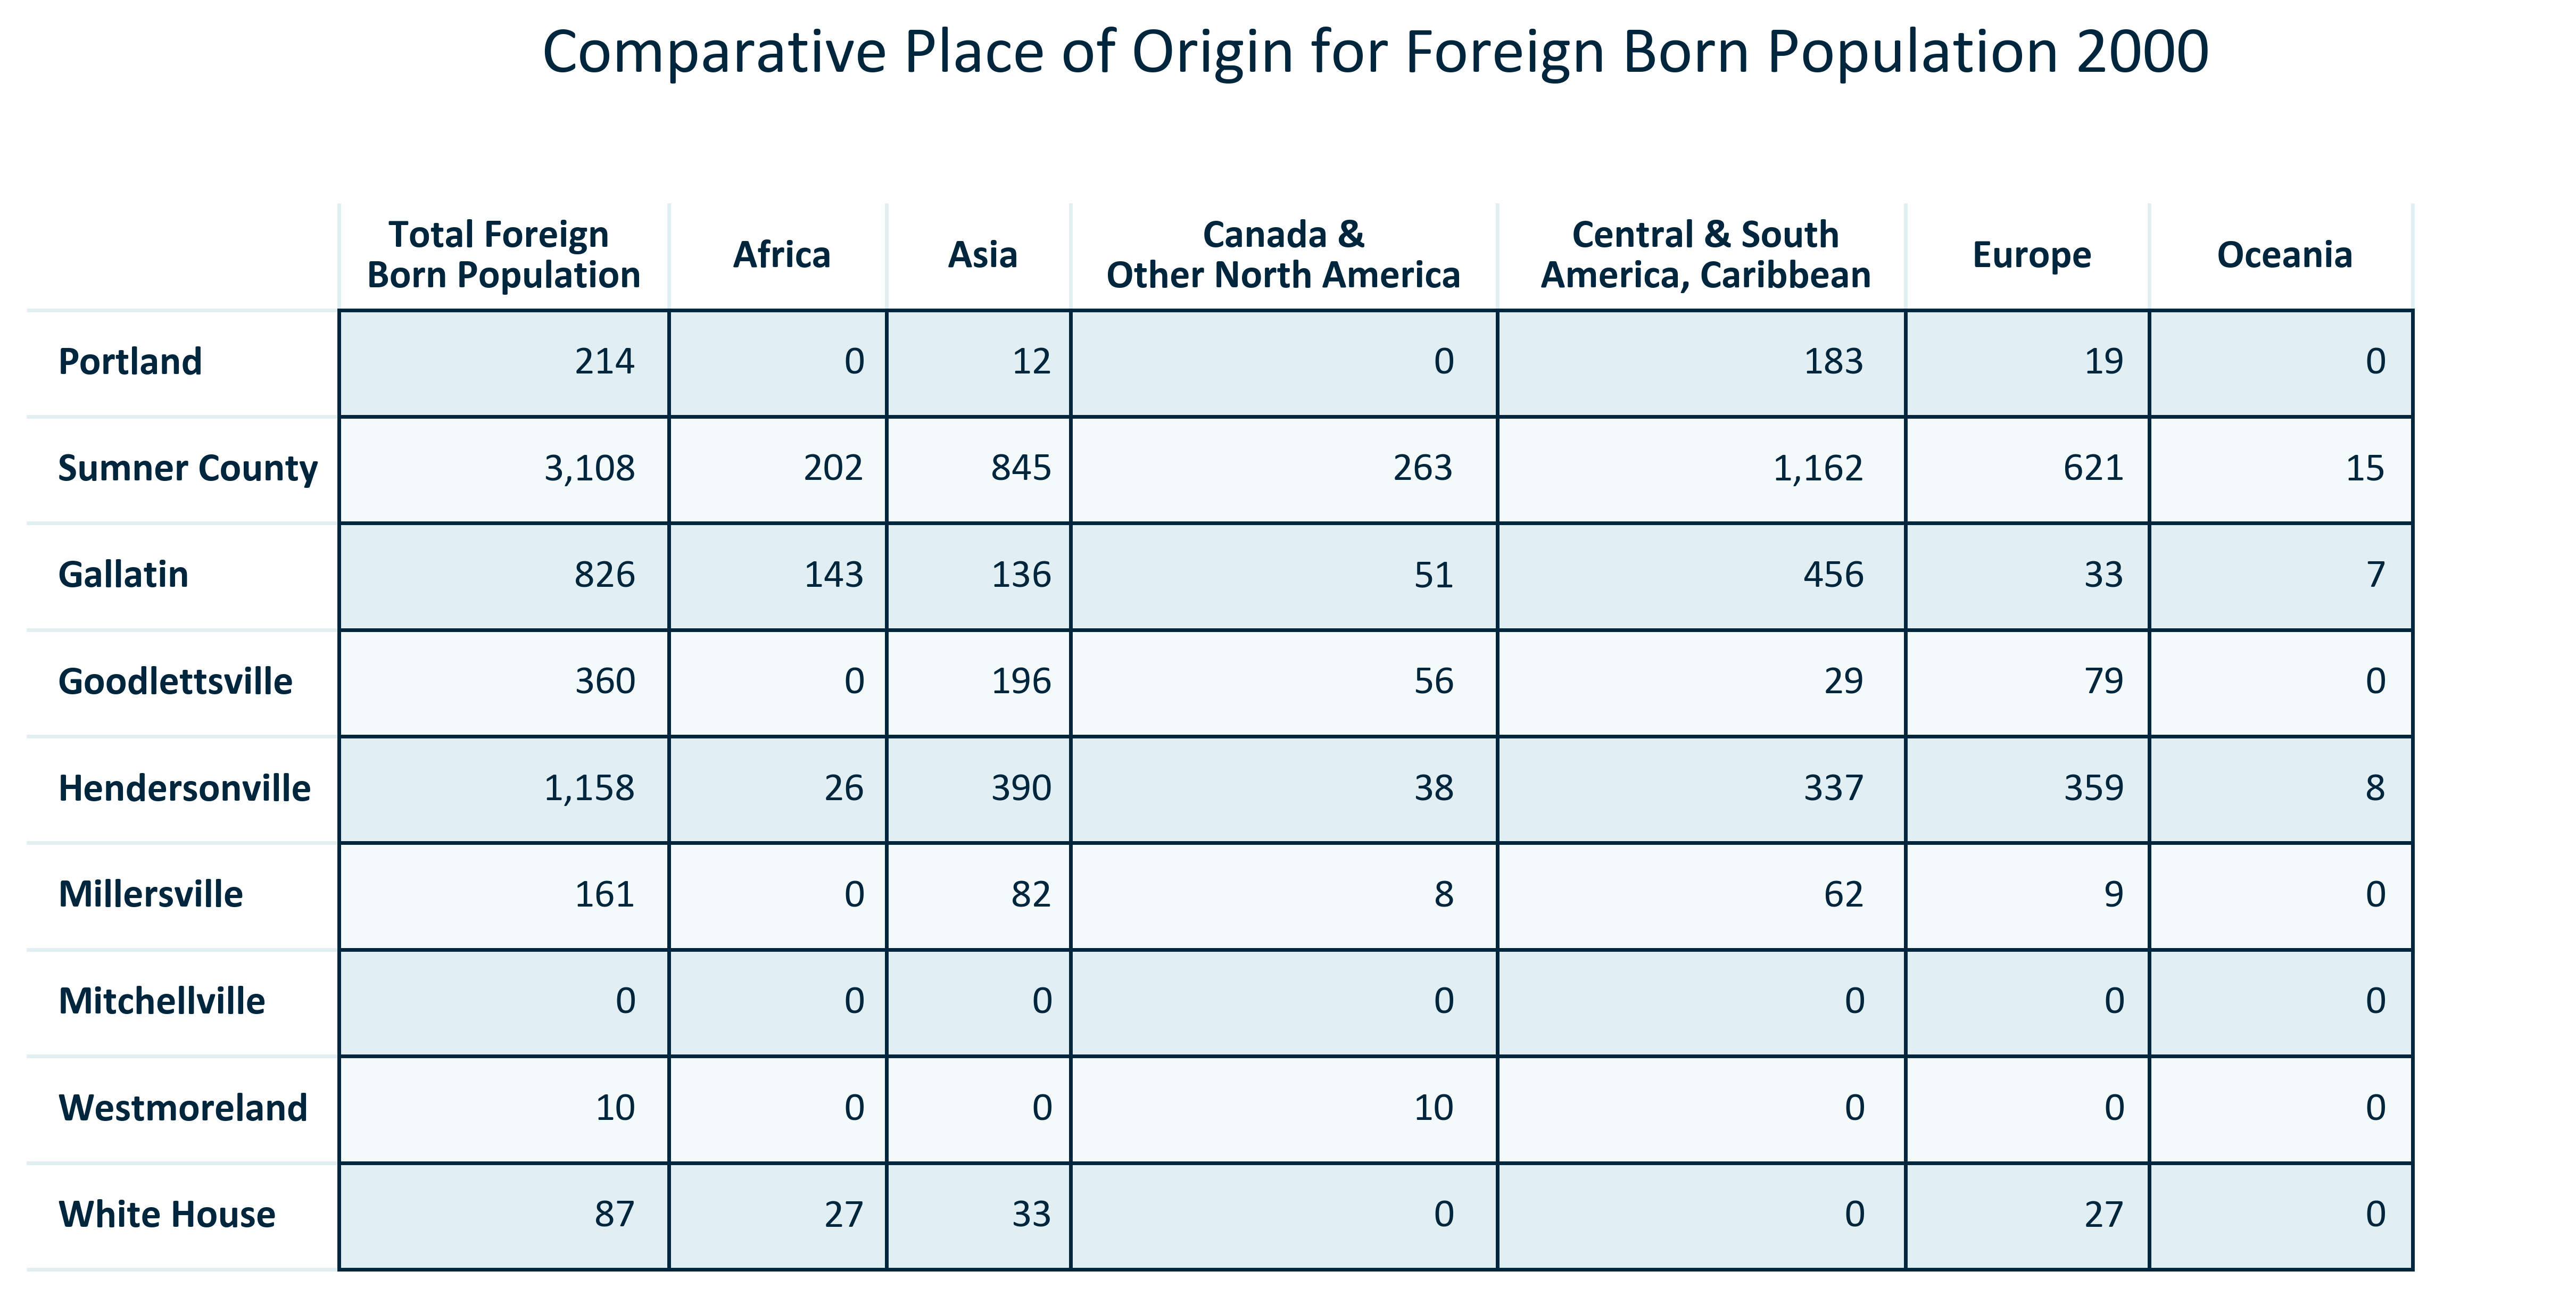 Comparative Place of Origin for Foreign Born Population 2000
Total Foreign Born Population Africa Asia Canada & Other North America Central & South America, Caribbean Europe Oceania
Portland 214 0 12 0 183 19 0
Sumner County 3,108 202 845 263 1,162 621 15
Gallatin 826 143 136 51 456 33 7
Goodlettsville 360 0 196 56 29 79 0
Hendersonville 1,158 26 390 38 337 359 8
Millersville 161 0 82 8 62 9 0
Mitchellville 0 0 0 0 0 0 0
Westmoreland 10 0 0 10 0 0 0
White House 87 27 33 0 0 27 0